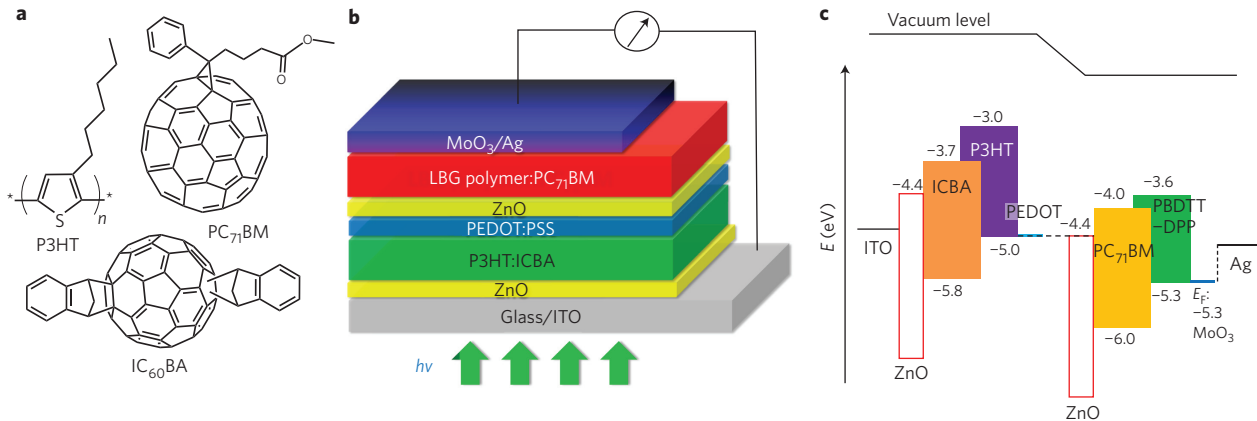 a
*
S
n
*
P3HT
O
O
PC71BM
IC60BA
b
MoO3/Ag
LBG polymer:PC71BM
ZnO
PEDOT:PSS
P3HT:ICBA
ZnO
Glass/ITO
hv
c
Vacuum level
E (eV)
ITO
−4.4
ZnO
−3.7
ICBA
−5.8
−3.0
P3HT
−5.0
PEDOT
−4.4
ZnO
−4.0
PC71BM
−6.0
−3.6
PBDTT
−DPP
−5.3
EF:
−5.3
MoO3
Ag